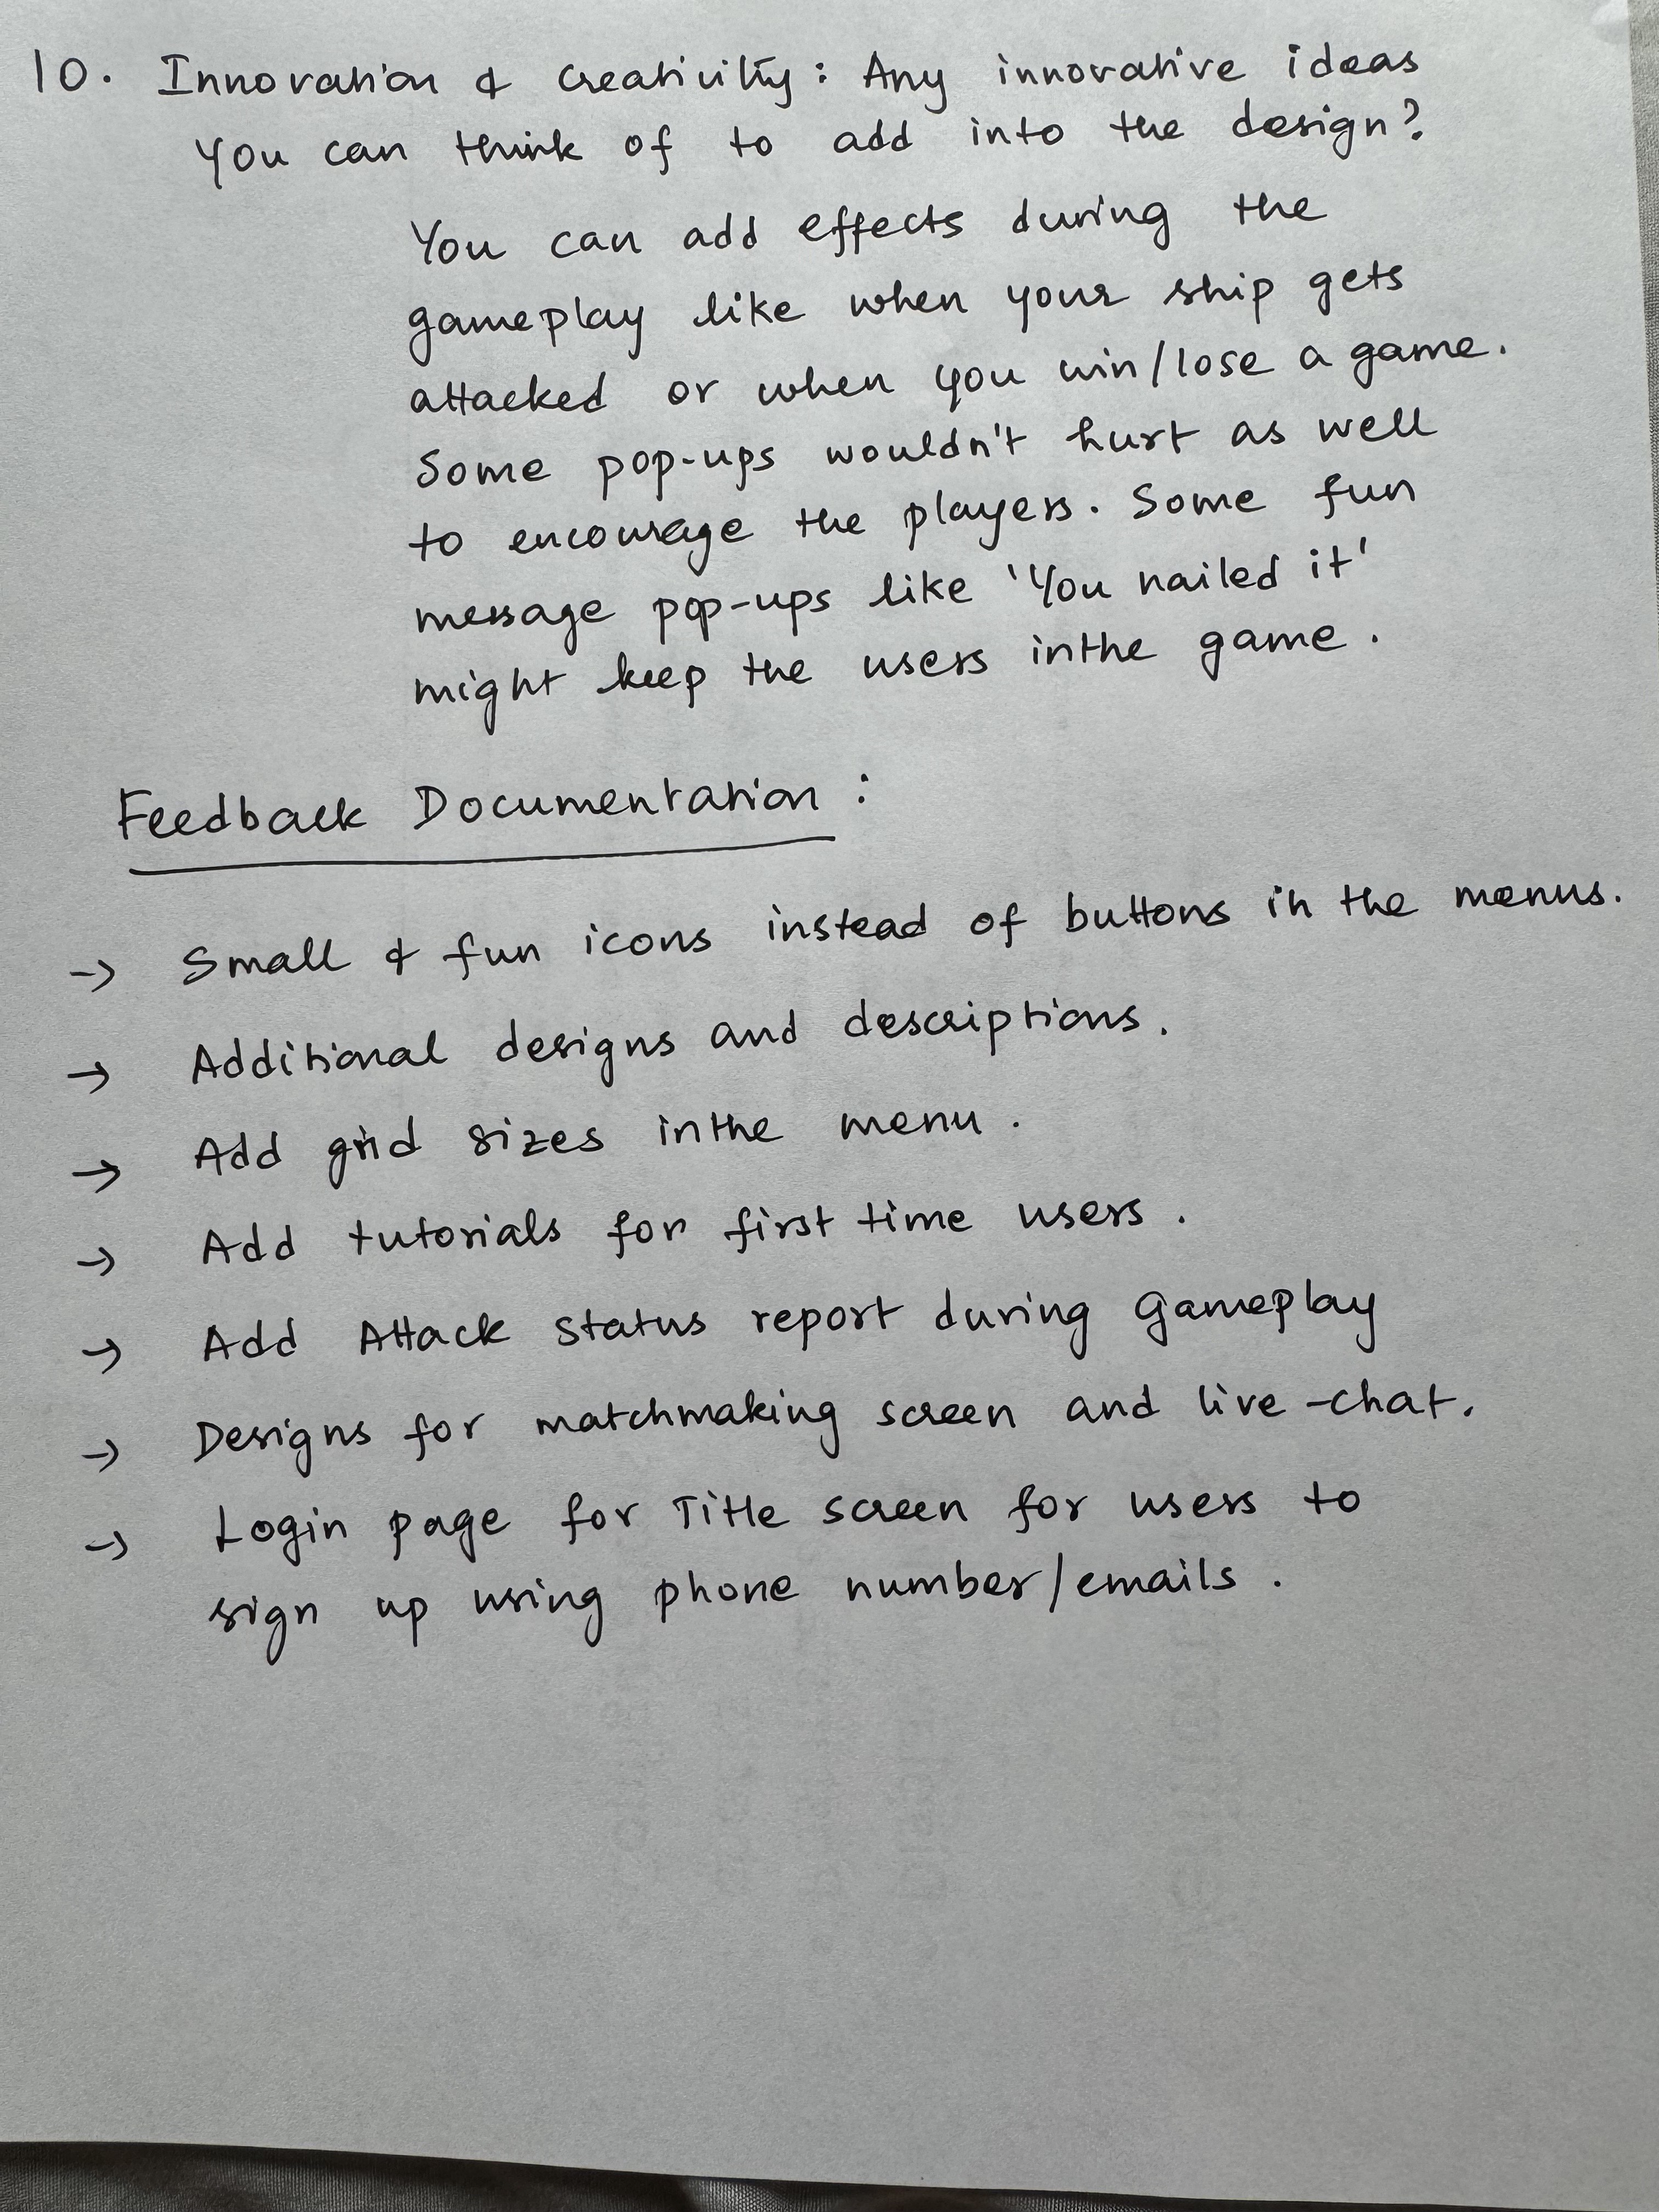 10. Innovation & Creativity: Any innovative ideas
You can think of to add into the design?
You can add effects during the
gameplay like when your ship gets
attacked or when you win/lose a game.
Some pop-ups wouldn't hurt as well
to encourage the players. Some fun
message pop-ups like 'You nailed it'
might keep the users in the game.
Feedback Documentation:
-> Small & fun icons instead of buttons in the menus.
-> Additional designs and descriptions.
-> Add grid sizes in the menu.
-> Add tutorials for first time users.
-> Add Attack status report during Gameplay
-> Designs for matchmaking screen and live-chat.
-> Login page for Title screen for users to
sign up using phone number/emails.